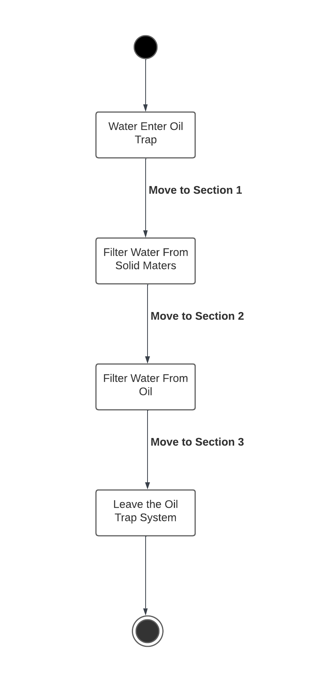 Water Enter Oil
Trap
Move to Section 1
Filter Water From
Solid Maters
Move to Section 2
Filter Water From
Oil
Move to Section 3
Leave the Oil
Trap System